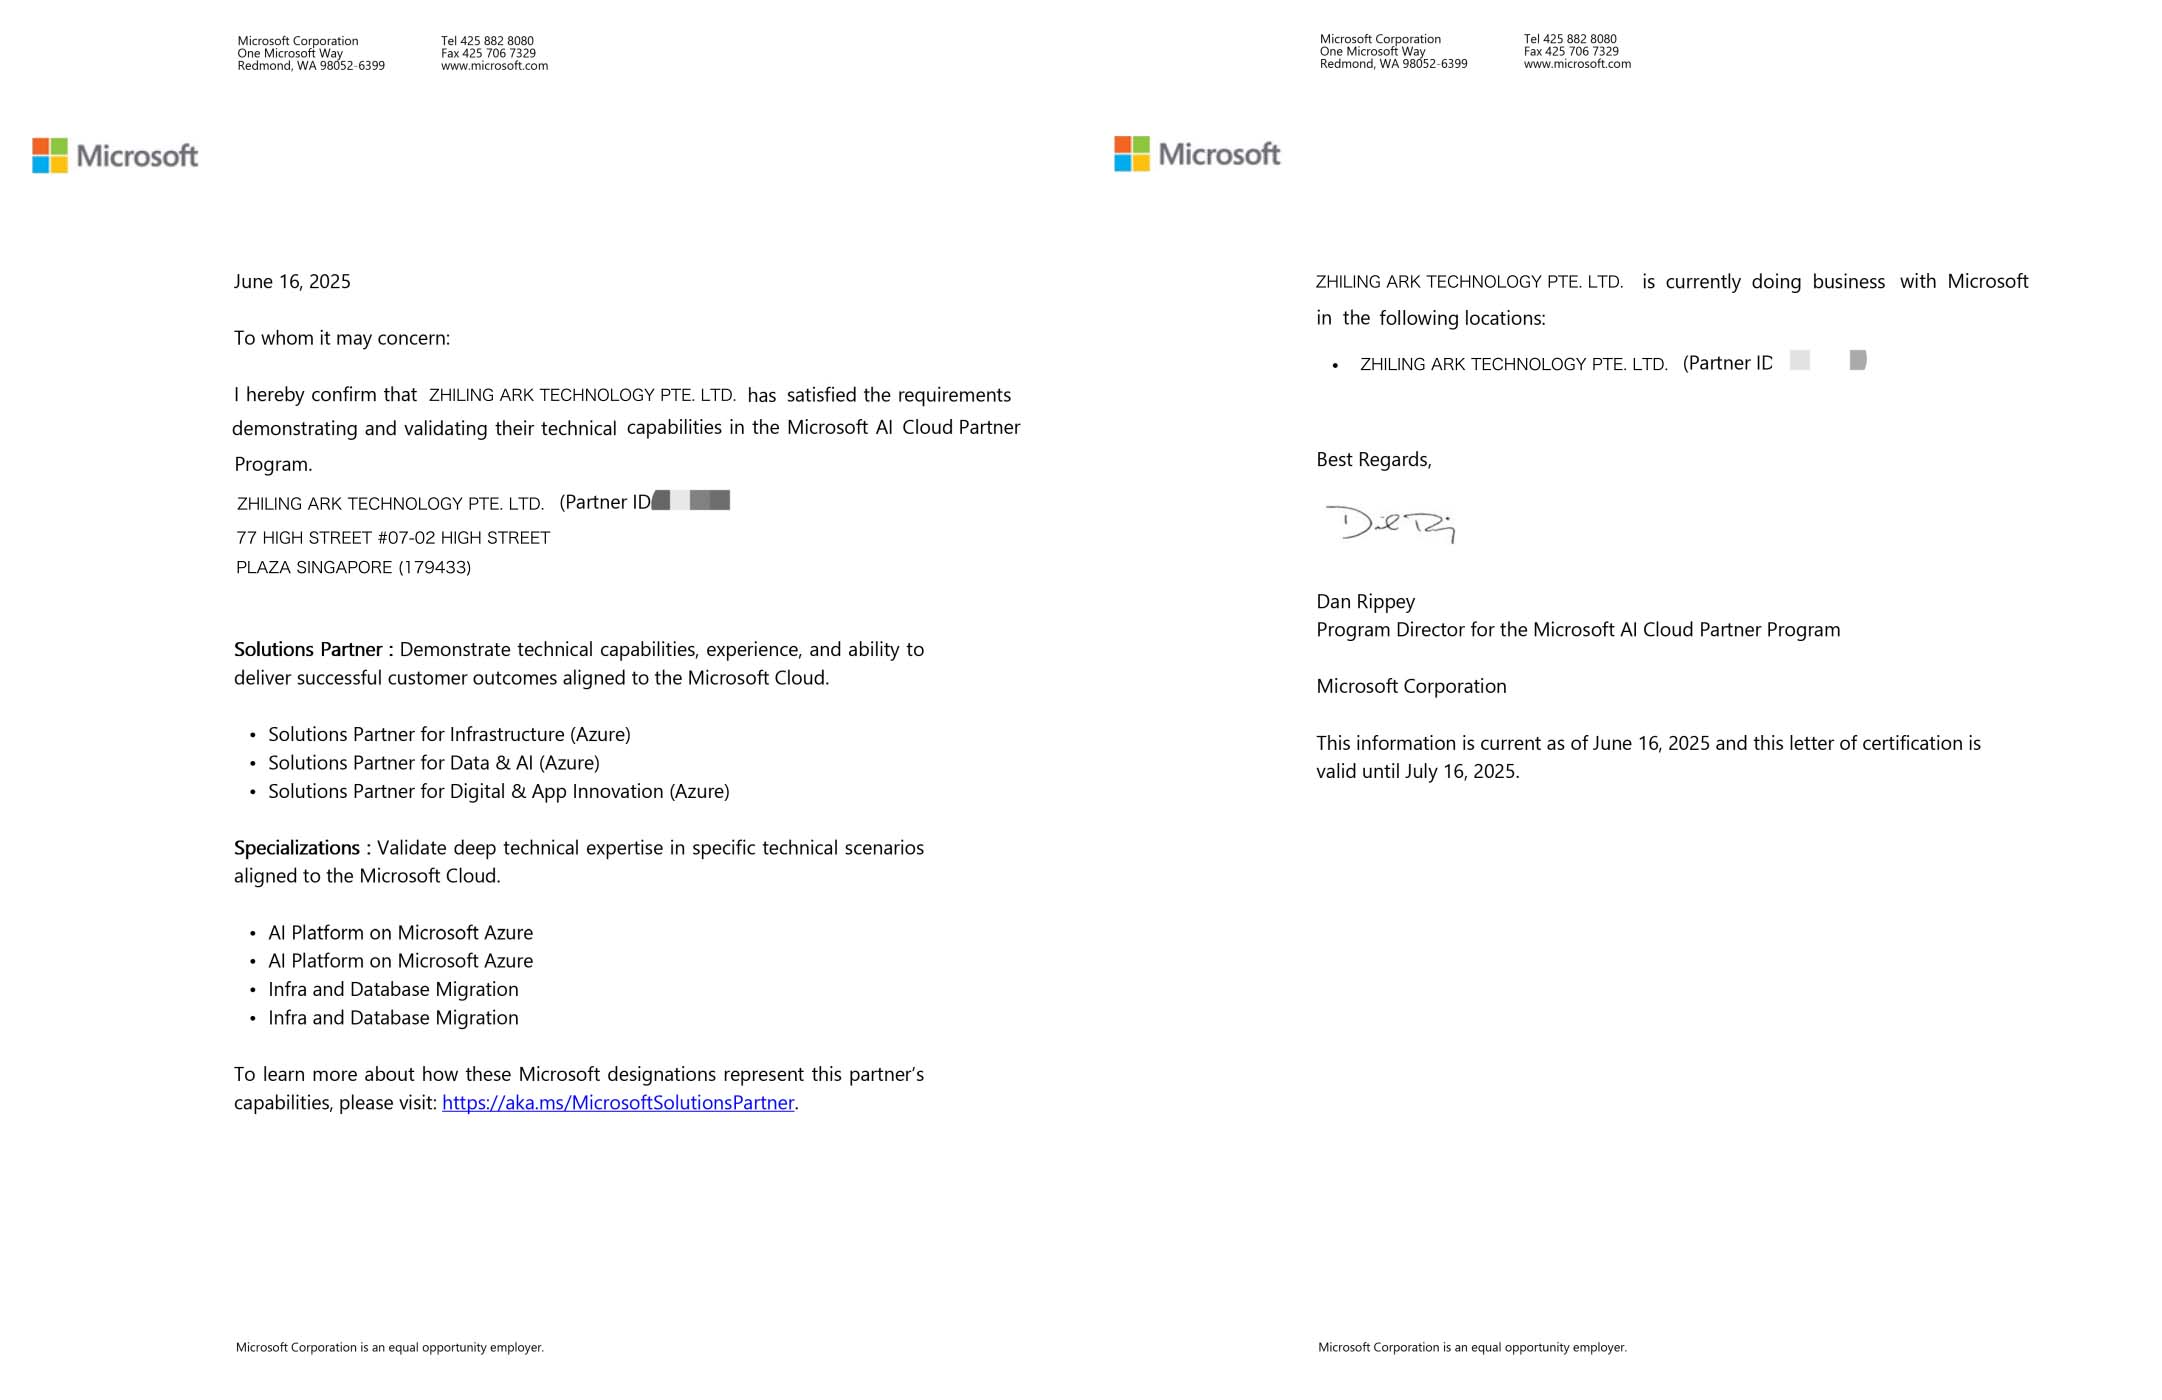 Microsoft Corporation
One Microsoft Way
Redmond, WA 98052-6399
Tel 425 882 8080
Fax 425 706 7329
www.microsoft.com
Microsoft
June 16, 2025
To whom it may concern:
I hereby confirm that ZHILING ARK TECHNOLOGY PTE. LTD. has satisfied the requirements
demonstrating and validating their technical capabilities in the Microsoft AI Cloud Partner
Program.
ZHILING ARK TECHNOLOGY PTE. LTD. (Partner ID
77 HIGH STREET #07-02 HIGH STREET
PLAZA SINGAPORE (179433)
Solutions Partner : Demonstrate technical capabilities, experience, and ability to
deliver successful customer outcomes aligned to the Microsoft Cloud.
• Solutions Partner for Infrastructure (Azure)
• Solutions Partner for Data & AI (Azure)
• Solutions Partner for Digital & App Innovation (Azure)
Specializations : Validate deep technical expertise in specific technical scenarios
aligned to the Microsoft Cloud.
• AI Platform on Microsoft Azure
• AI Platform on Microsoft Azure
• Infra and Database Migration
• Infra and Database Migration
To learn more about how these Microsoft designations represent this partner's
capabilities, please visit: https://aka.ms/MicrosoftSolutionsPartner.
Microsoft Corporation is an equal opportunity employer.
Microsoft Corporation
One Microsoft Way
Redmond, WA 98052-6399
Tel 425 882 8080
Fax 425 706 7329
www.microsoft.com
Microsoft
ZHILING ARK TECHNOLOGY PTE. LTD. is currently doing business with Microsoft
in the following locations:
• ZHILING ARK TECHNOLOGY PTE. LTD. (Partner ID
Best Regards,
Dan Rippey
Program Director for the Microsoft AI Cloud Partner Program
Microsoft Corporation
This information is current as of June 16, 2025 and this letter of certification is
valid until July 16, 2025.
Microsoft Corporation is an equal opportunity employer.